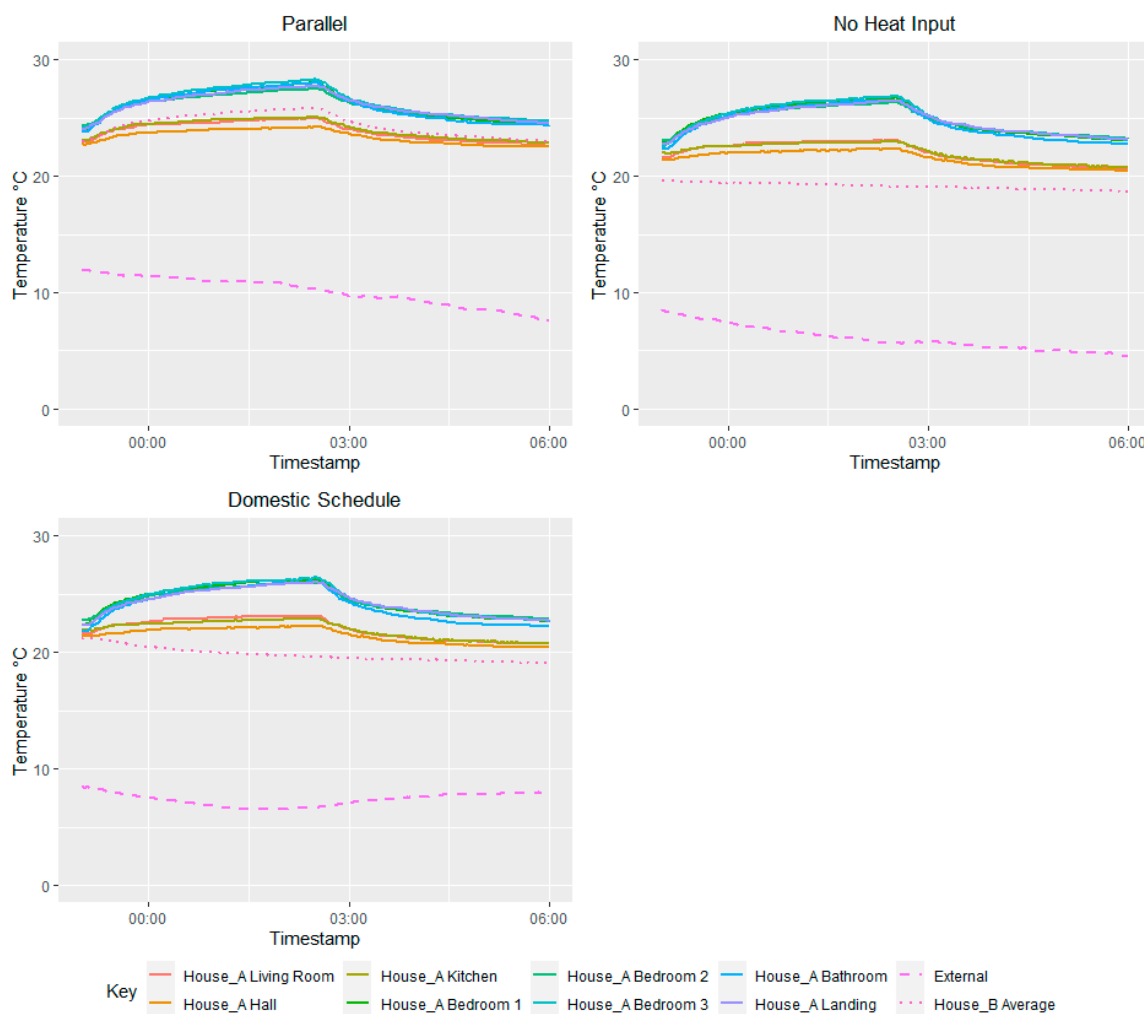 Parallel
No Heat Input
30
20
10
0
Temperature °C
00:00
03:00
06:00
Timestamp
30
20
10
0
Temperature °C
00:00
03:00
06:00
Timestamp
Domestic Schedule
30
20
10
0
Temperature °C
00:00
03:00
06:00
Timestamp
Key
House_A Living Room
House_A Kitchen
House_A Bedroom 2
House_A Bathroom
External
House_A Hall
House_A Bedroom 1
House_A Bedroom 3
House_A Landing
House_B Average